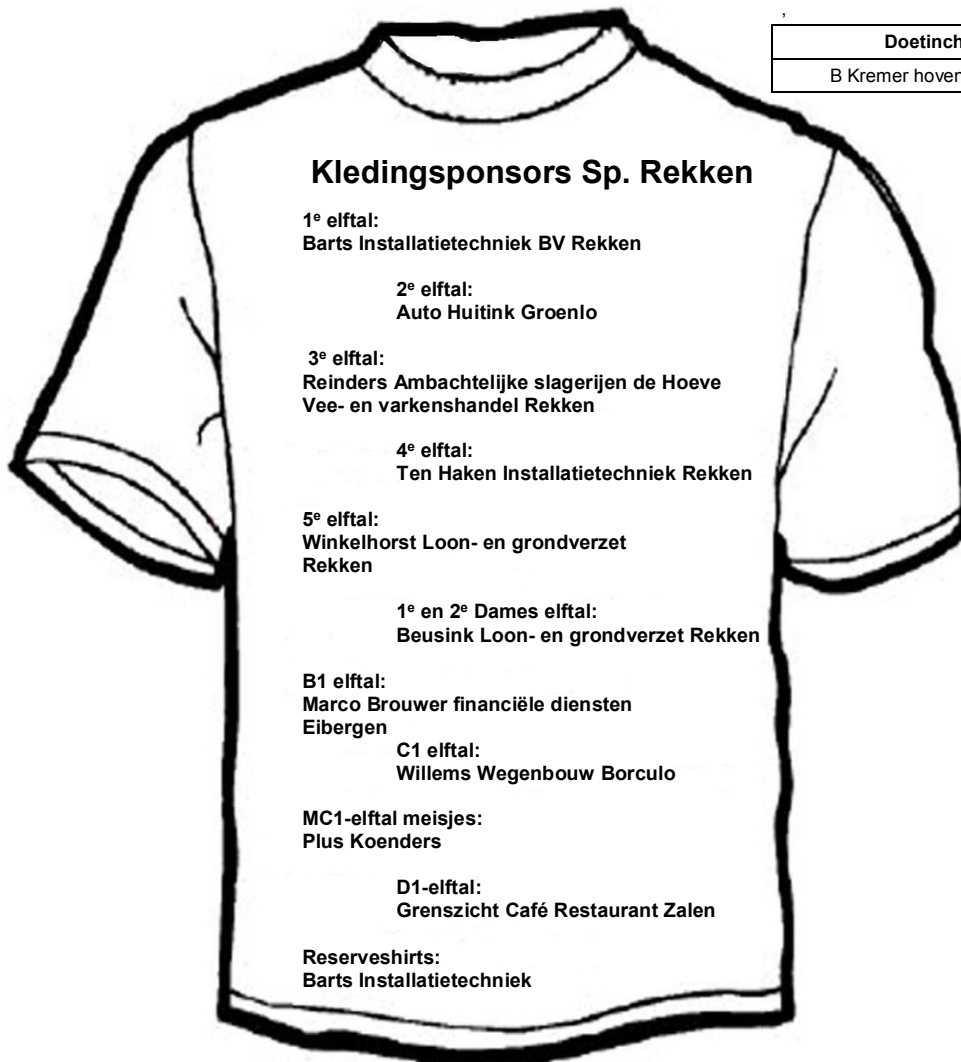 ,
Doetinch
B Kremer hoven
Kledingsponsors Sp. Rekken
1e elftal:
Barts Installatietechniek BV Rekken
2e elftal:
Auto Huitink Groenlo
3e elftal:
Reinders Ambachtelijke slagerijen de Hoeve
Vee- en varkenshandel Rekken
4e elftal:
Ten Haken Installatietechniek Rekken
5e elftal:
Winkelhorst Loon- en grondverzet
Rekken
1e en 2e Dames elftal:
Beusink Loon- en grondverzet Rekken
B1 elftal:
Marco Brouwer financiële diensten
Eibergen
C1 elftal:
Willems Wegenbouw Borculo
MC1-elftal meisjes:
Plus Koenders
D1-elftal:
Grenszicht Café Restaurant Zalen
Reserveshirts:
Barts Installatietechniek